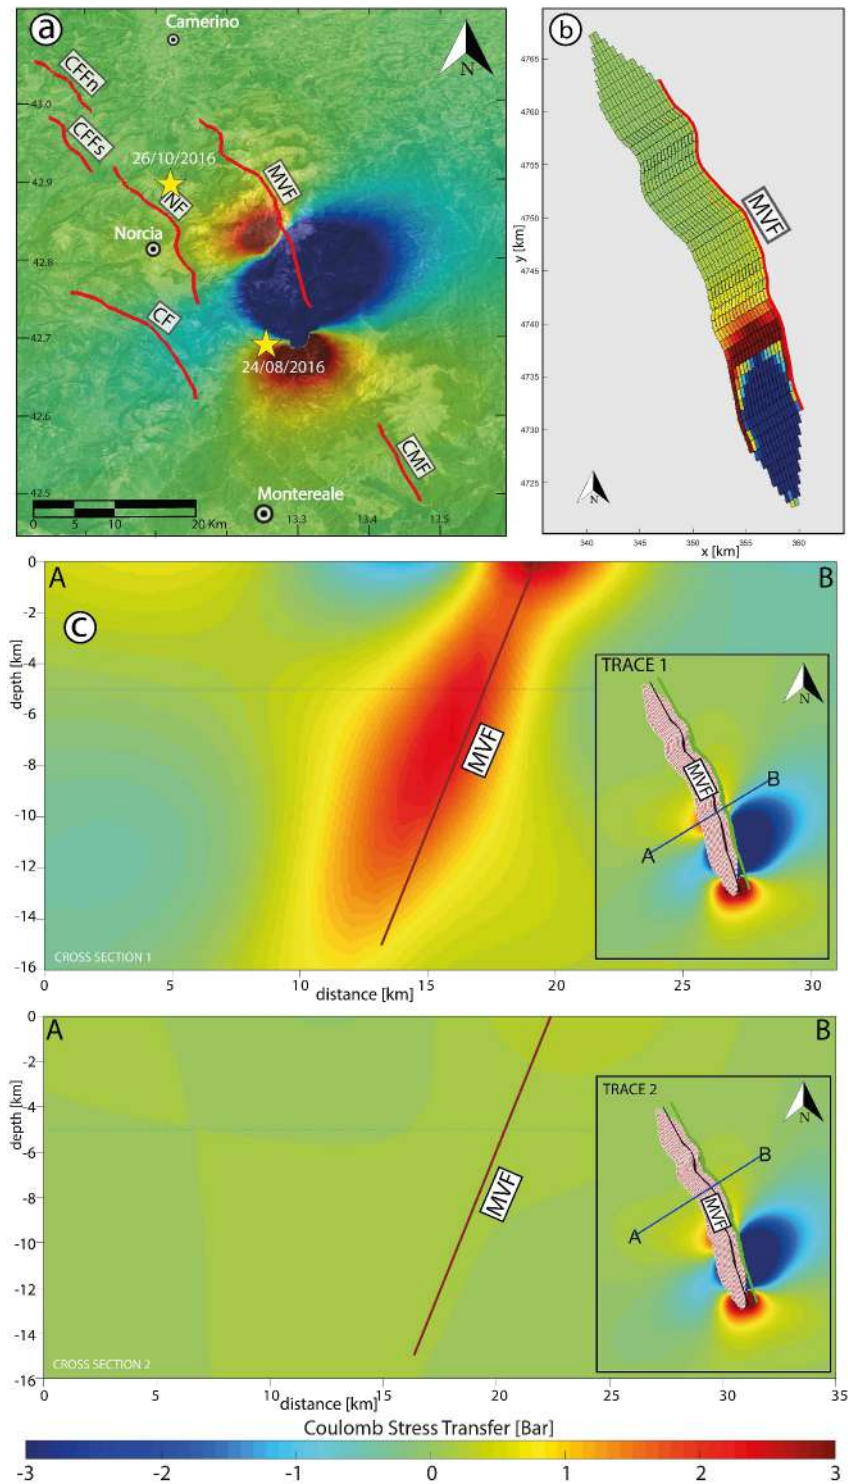 a
Camerino
N
CFFn
43.0
CFFs
26/10/2016
42.9
NF
MVF
Norcia
42.8
CF
42.7
24/08/2016
42.6
CMF
42.5
Montereale
13.3
13.4
13.5
0 5 10 20 Km
b
4765
4760
4755
MVF
4750
y [km]
4745
4740
4735
4730
4725
N
340 345 350 355 360
x [km]
A
B
C
0
-2
-4
-6
-8
-10
-12
-14
-16
depth [km]
MVF
TRACE 1
N
MVF
B
A
CROSS SECTION 1
0 5 10 15 20 25 30
distance [km]
A
B
0
-2
-4
-6
-8
-10
-12
-14
-16
depth [km]
MVF
TRACE 2
N
B
MVF
A
CROSS SECTION 2
0 5 10 15 20 25 30 35
distance [km]
Coulomb Stress Transfer [Bar]
-3 -2 -1 0 1 2 3